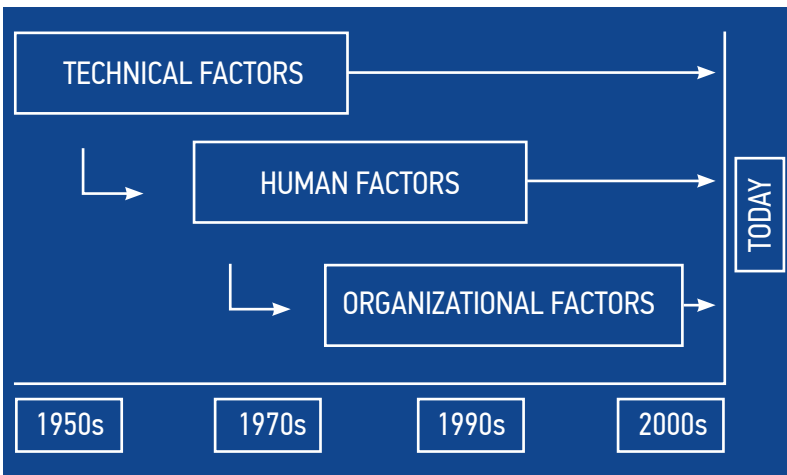 TECHNICAL FACTORS
HUMAN FACTORS
TODAY
ORGANIZATIONAL FACTORS
1950s
1970s
1990s
2000s